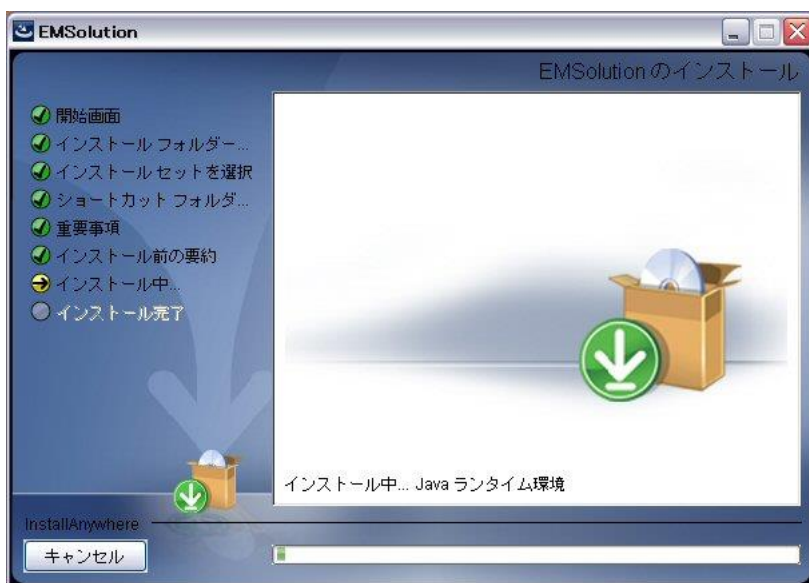 EMSolution
EMSolution のインストール
開始画面
インストール フォルダー...
インストール セットを選択
ショートカット フォルダ...
重要事項
インストール前の要約
インストール中...
インストール完了
インストール中... Java ランタイム環境
InstallAnywhere
キャンセル